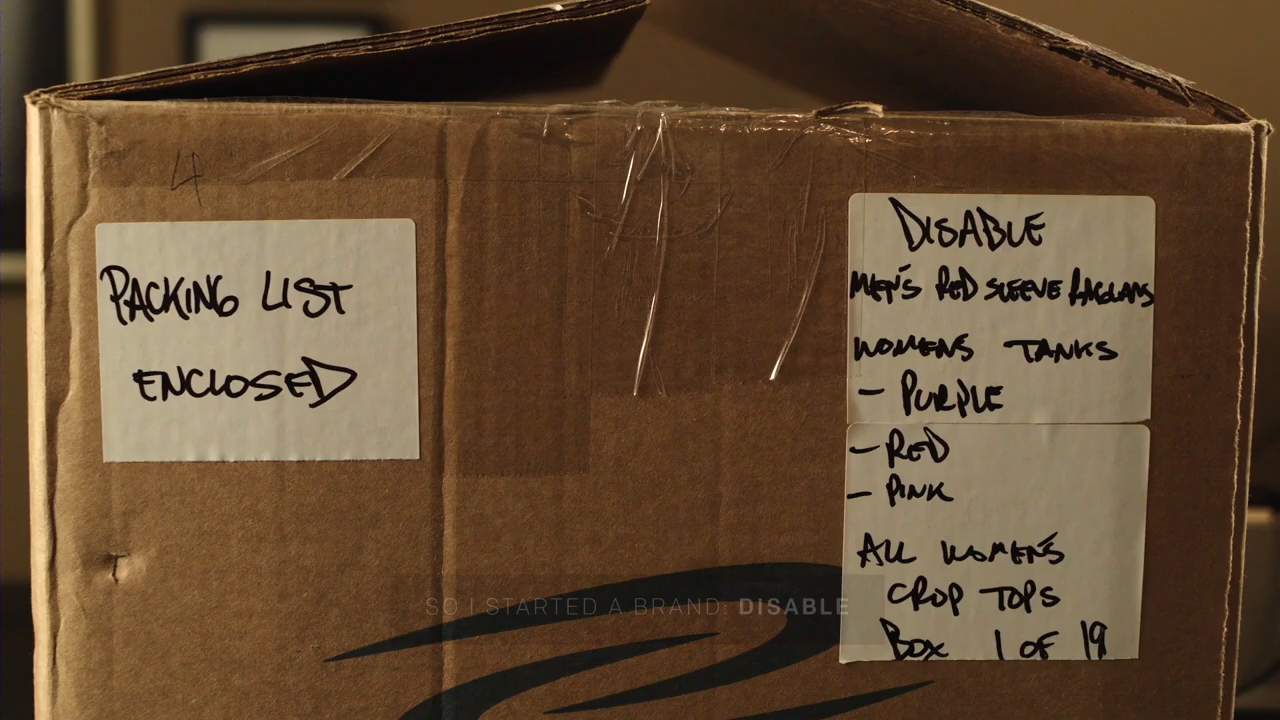 4
PACKING LIST
ENCLOSED
DISABLE
MEN'S RED SLEEVE RAGLANS
WOMENS TANKS
- PURPLE
- RED
- PINK
ALL WOMEN'S
CROP TOPS
BOX 1 OF 19
SO I STARTED A BRAND: DISABLE